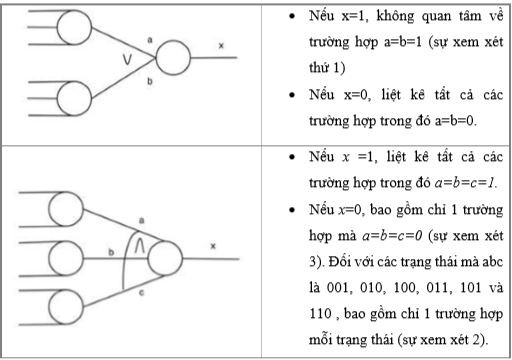 a
b
x
V
• Nếu x=1, không quan tâm về
trường hợp a=b=1 (sự xem xét
thứ 1)
• Nếu x=0, liệt kê tất cả các
trường hợp trong đó a=b=0.
a
b
c
x
Λ
• Nếu x =1, liệt kê tất cả các
trường hợp trong đó a=b=c=1.
• Nếu x=0, bao gồm chỉ 1 trường
hợp mà a=b=c=0 (sự xem xét
3). Đối với các trạng thái mà abc
là 001, 010, 100, 011, 101 và
110 , bao gồm chỉ 1 trường hợp
mỗi trạng thái (sự xem xét 2).